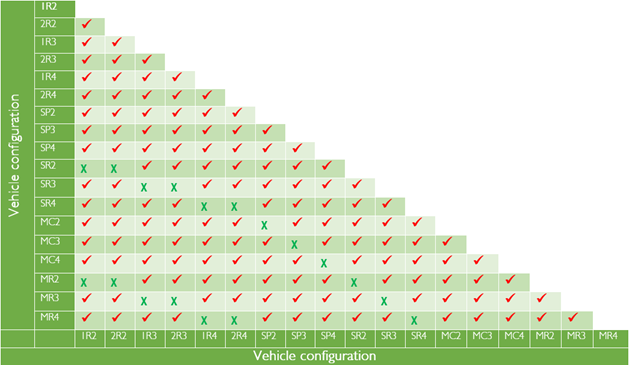 Vehicle configuration
1R2
2R2 ✓
1R3 ✓ ✓
2R3 ✓ ✓ ✓
1R4 ✓ ✓ ✓ ✓
2R4 ✓ ✓ ✓ ✓ ✓
SP2 ✓ ✓ ✓ ✓ ✓ ✓
SP3 ✓ ✓ ✓ ✓ ✓ ✓ ✓
SP4 ✓ ✓ ✓ ✓ ✓ ✓ ✓ ✓
SR2 X X ✓ ✓ ✓ ✓ ✓ ✓ ✓
SR3 ✓ ✓ X X ✓ ✓ ✓ ✓ ✓ ✓
SR4 ✓ ✓ ✓ ✓ X X ✓ ✓ ✓ ✓ ✓
MC2 ✓ ✓ ✓ ✓ ✓ ✓ X ✓ ✓ ✓ ✓ ✓
MC3 ✓ ✓ ✓ ✓ ✓ ✓ ✓ X ✓ ✓ ✓ ✓ ✓
MC4 ✓ ✓ ✓ ✓ ✓ ✓ ✓ ✓ X ✓ ✓ ✓ ✓ ✓
MR2 X X ✓ ✓ ✓ ✓ ✓ ✓ ✓ X ✓ ✓ ✓ ✓ ✓
MR3 ✓ ✓ X X ✓ ✓ ✓ ✓ ✓ ✓ X ✓ ✓ ✓ ✓ ✓
MR4 ✓ ✓ ✓ ✓ X X ✓ ✓ ✓ ✓ ✓ X ✓ ✓ ✓ ✓ ✓
1R2 2R2 1R3 2R3 1R4 2R4 SP2 SP3 SP4 SR2 SR3 SR4 MC2 MC3 MC4 MR2 MR3 MR4
Vehicle configuration